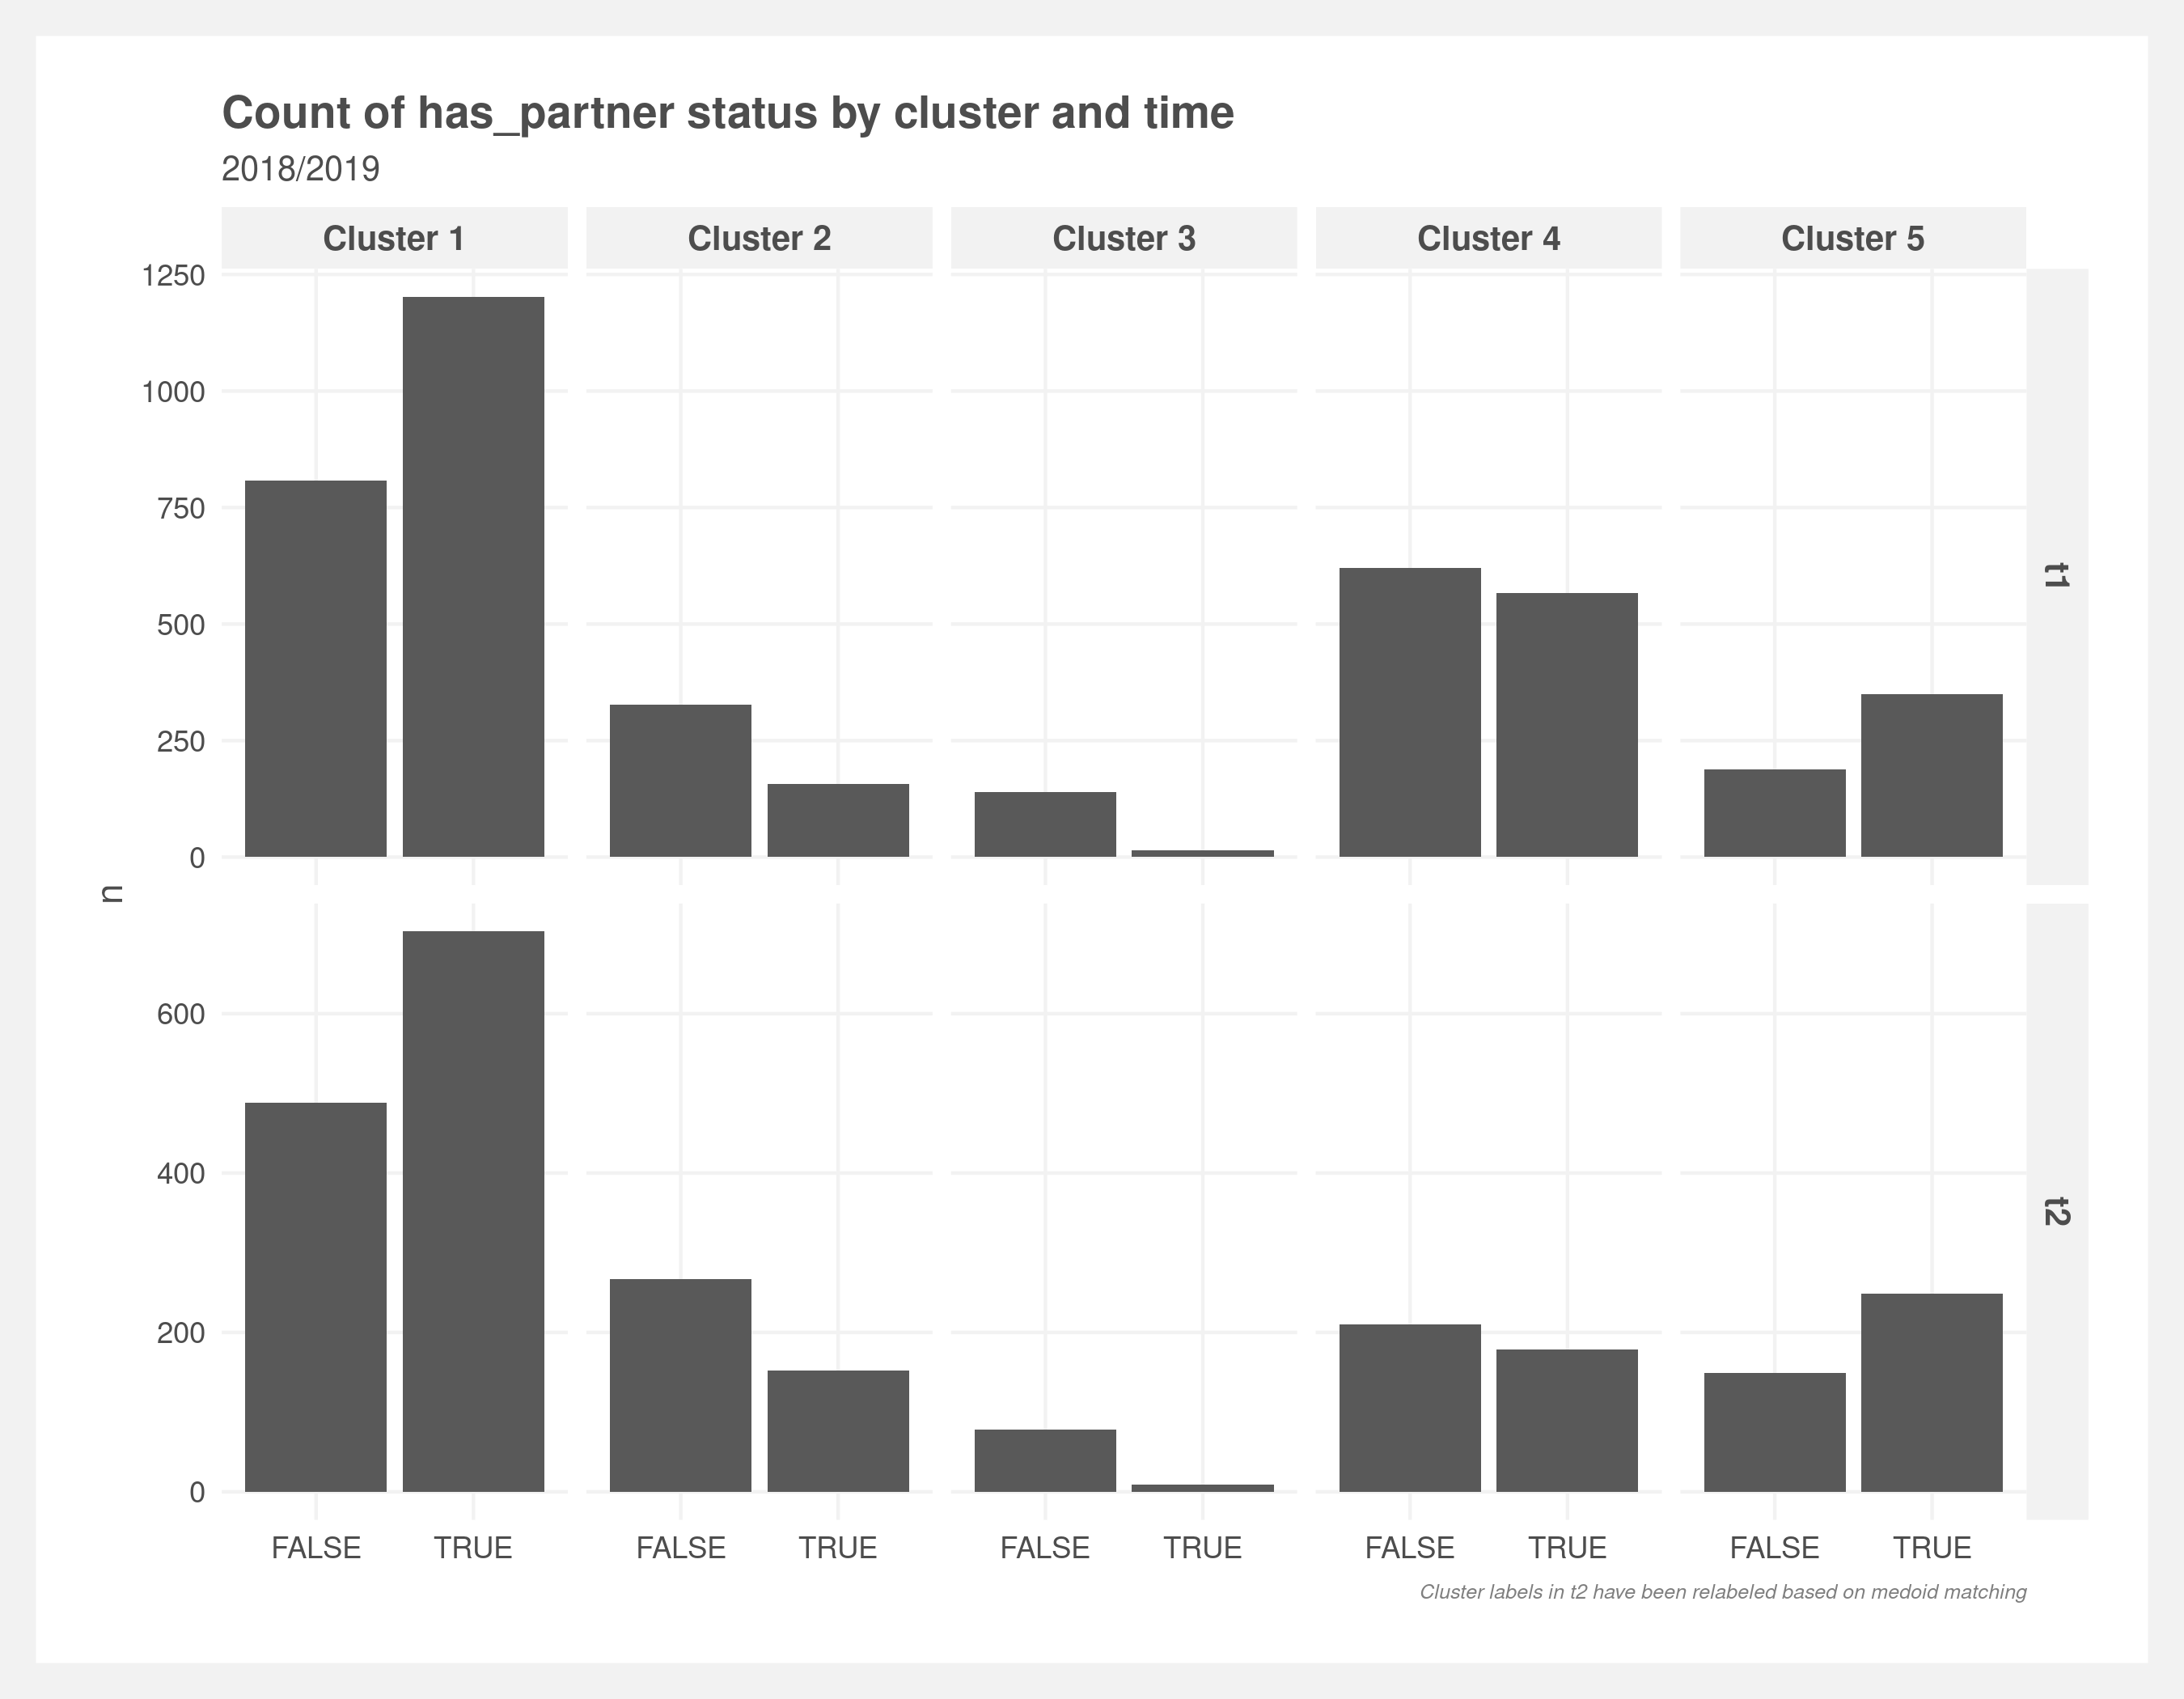 Count of has_partner status by cluster and time
2018/2019
Cluster 1 Cluster 2 Cluster 3 Cluster 4 Cluster 5
1250
1000
750
500
250
0
t1
n
600
400
200
0
t2
FALSE TRUE FALSE TRUE FALSE TRUE FALSE TRUE FALSE TRUE
Cluster labels in t2 have been relabeled based on medoid matching